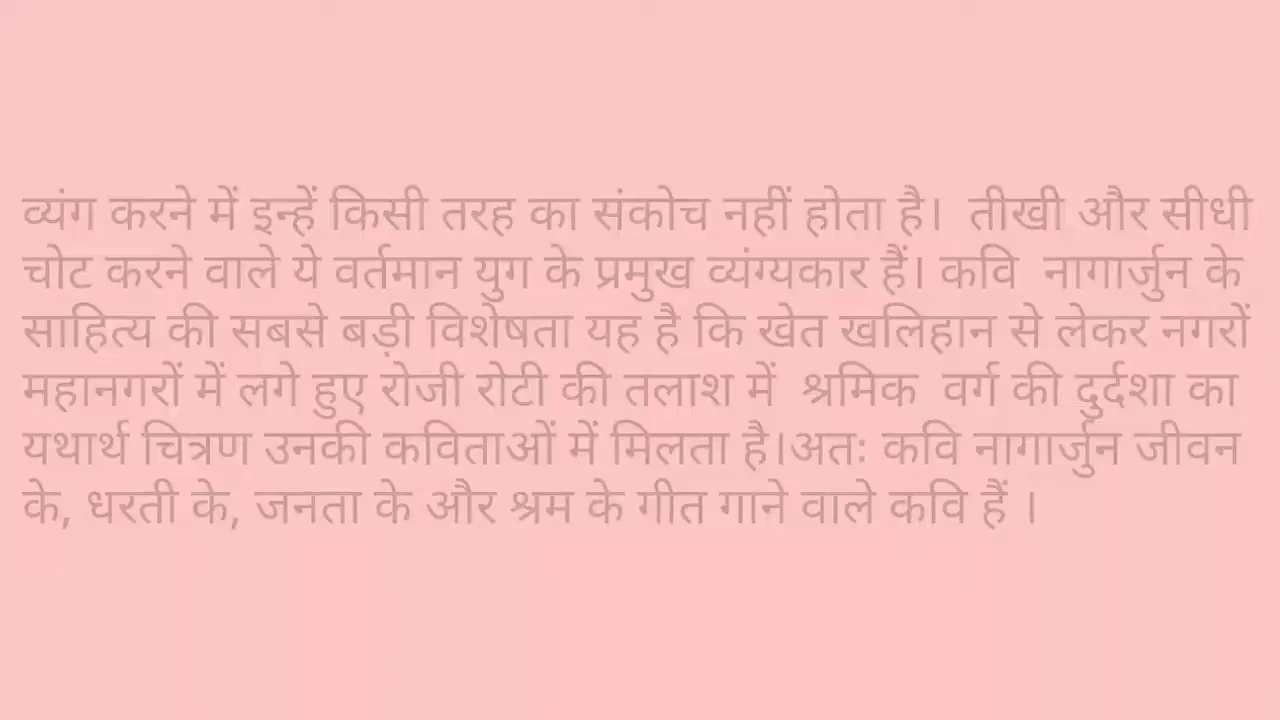 व्यंग करने में इन्हें किसी तरह का संकोच नहीं होता है।  तीखी और सीधी
चोट करने वाले ये वर्तमान युग के प्रमुख व्यंग्यकार हैं। कवि  नागार्जुन के
साहित्य की सबसे बड़ी विशेषता यह है कि खेत खलिहान से लेकर नगरों
महानगरों में लगे हुए रोजी रोटी की तलाश में  श्रमिक  वर्ग की दुर्दशा का
यथार्थ चित्रण उनकी कविताओं में मिलता है।अतः कवि नागार्जुन जीवन
के, धरती के, जनता के और श्रम के गीत गाने वाले कवि हैं ।